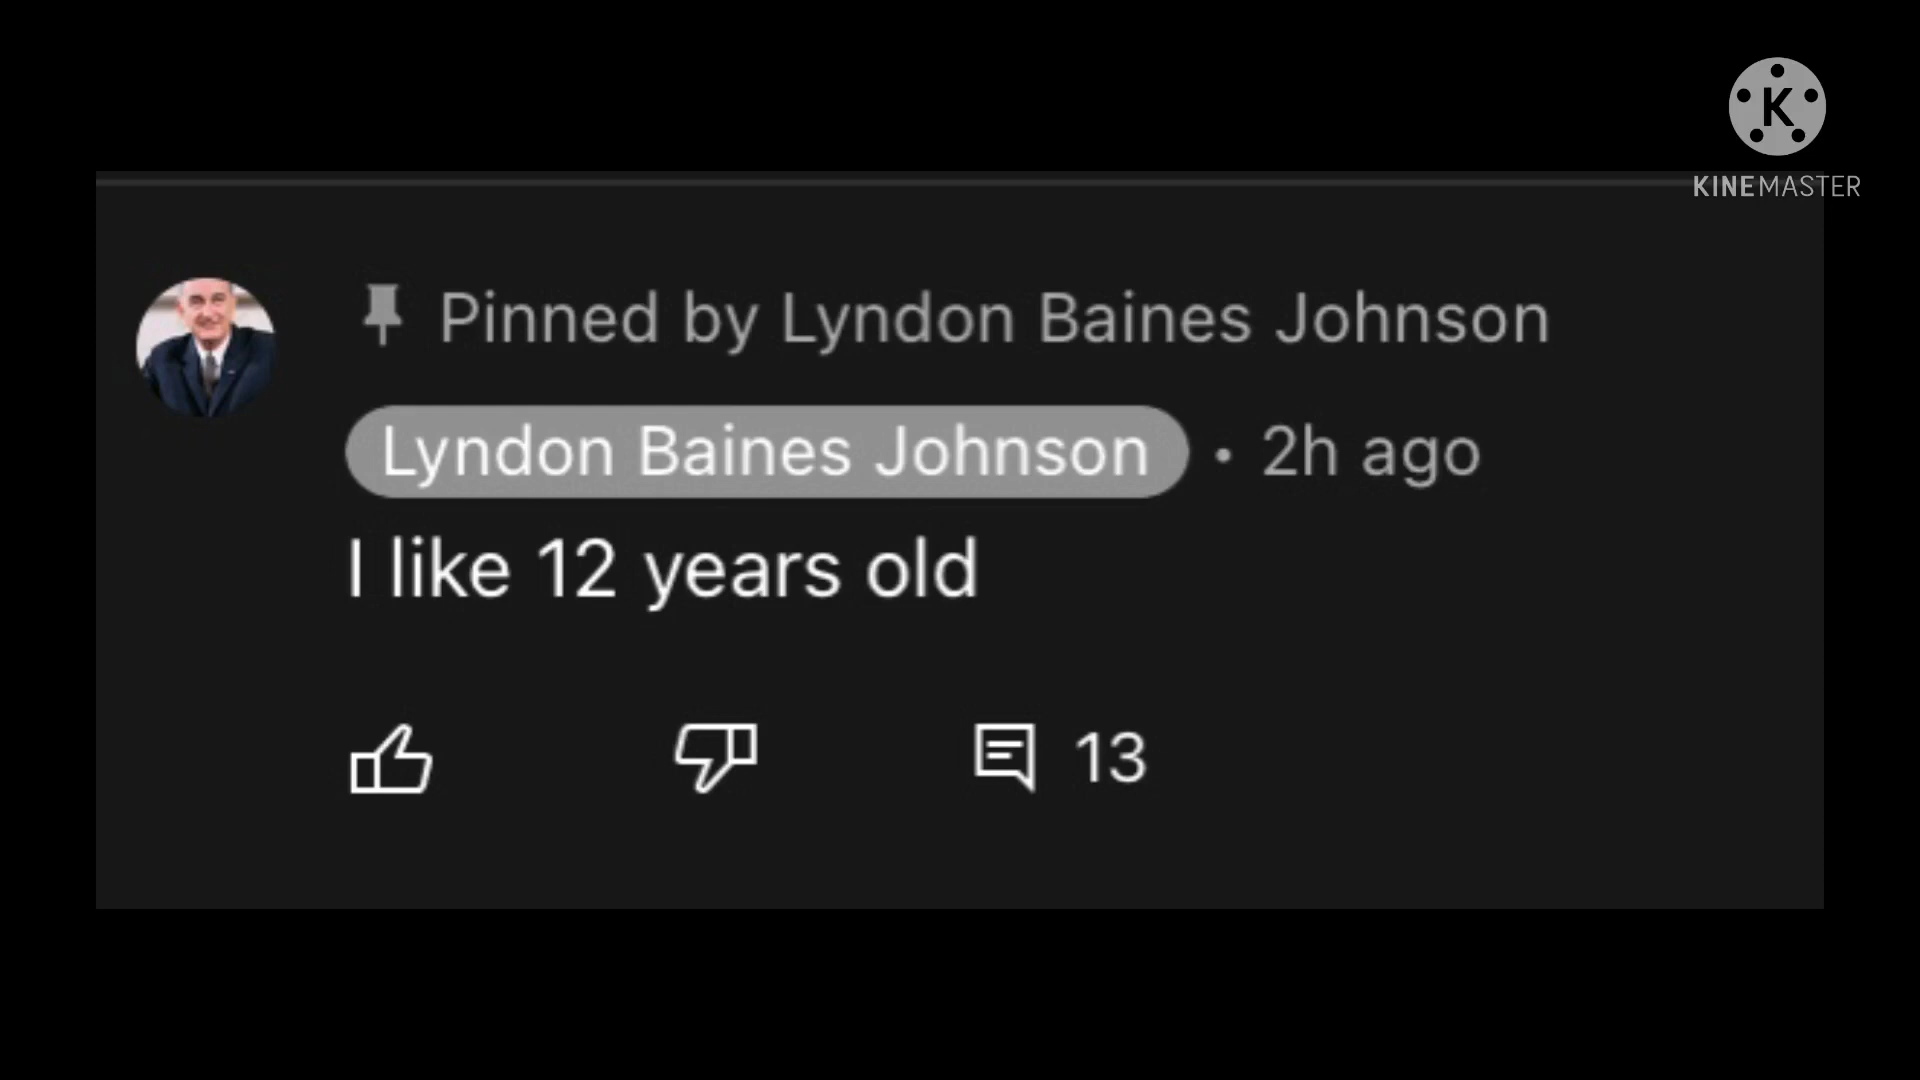 K
KINEMASTER
Pinned by Lyndon Baines Johnson
Lyndon Baines Johnson • 2h ago
I like 12 years old
13